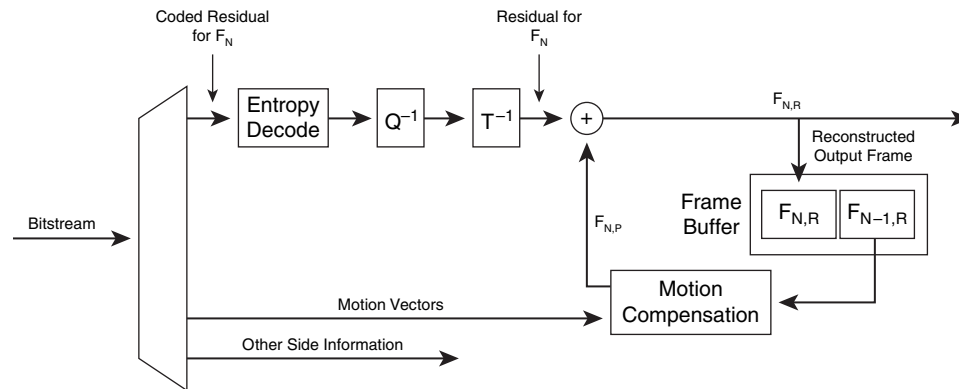 Coded Residual
for F_N
Residual for
F_N
Entropy
Decode
Q⁻¹
T⁻¹
+
F_N,R
Reconstructed
Output Frame
Bitstream
F_N,P
Frame
Buffer
F_N,R
F_N–1,R
Motion
Compensation
Motion Vectors
Other Side Information